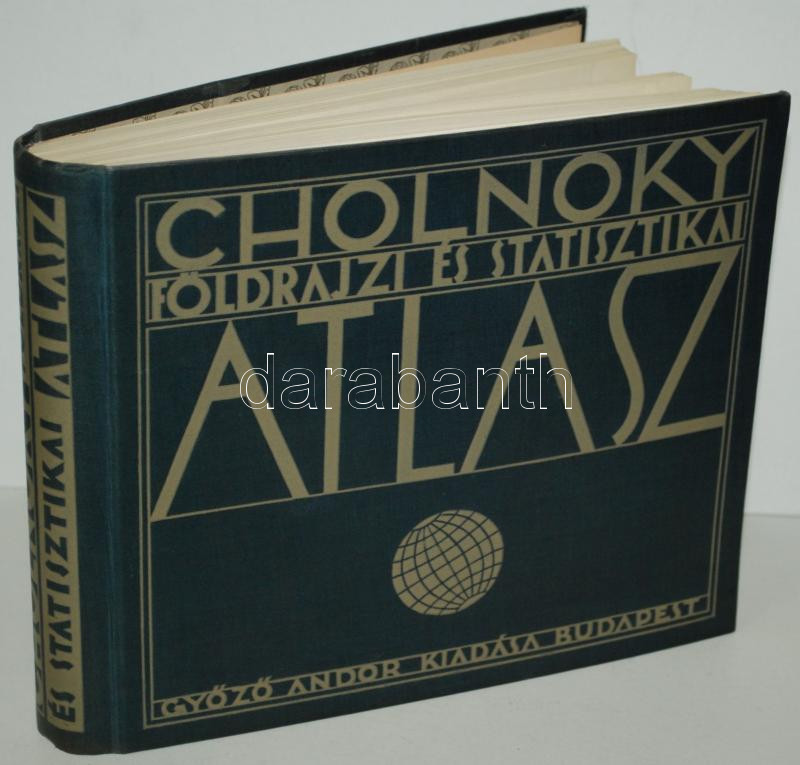 CHOLNOKY
FÖLDRAJZI ÉS STATISZTIKAI
ATLASZ
GYŐZŐ ANDOR KIADÁSA BUDAPEST
ÉS STATISZTIKAI ATLASZ
darabanth